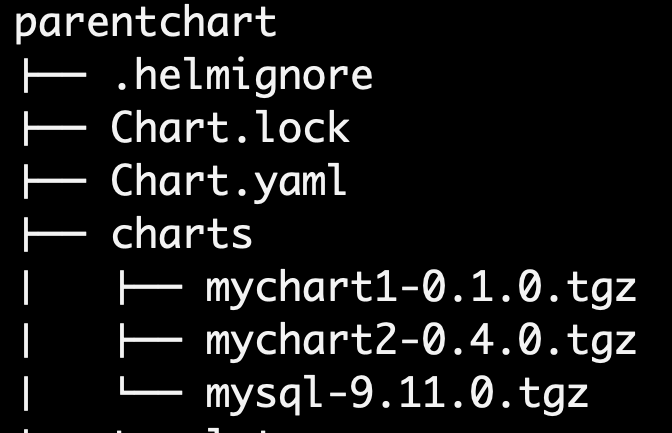 parentchart
├── .helmignore
├── Chart.lock
├── Chart.yaml
├── charts
│   ├── mychart1-0.1.0.tgz
│   ├── mychart2-0.4.0.tgz
│   └── mysql-9.11.0.tgz